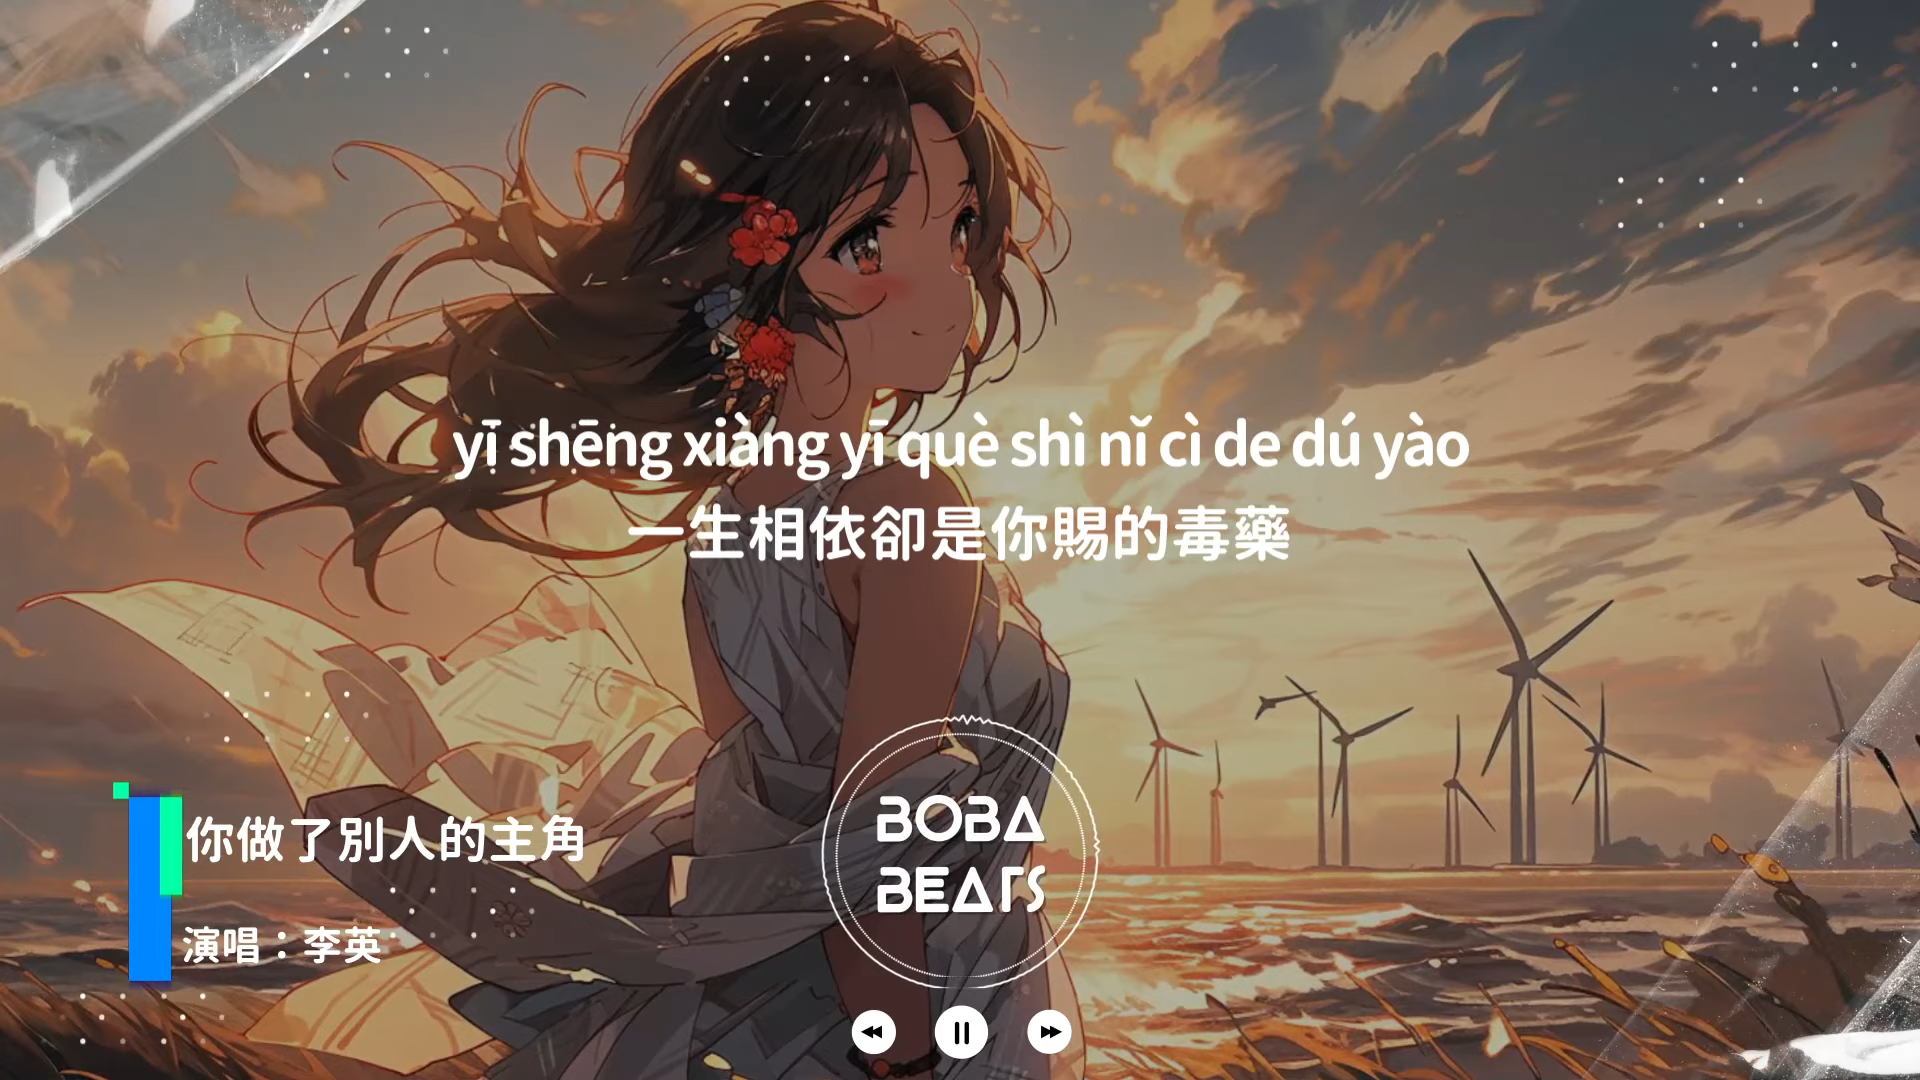 yī shēng xiàng yī què shì nǐ cì de dú yào
一生相依卻是你賜的毒藥
你做了別人的主角
演唱：李英
BOBA
BEATS